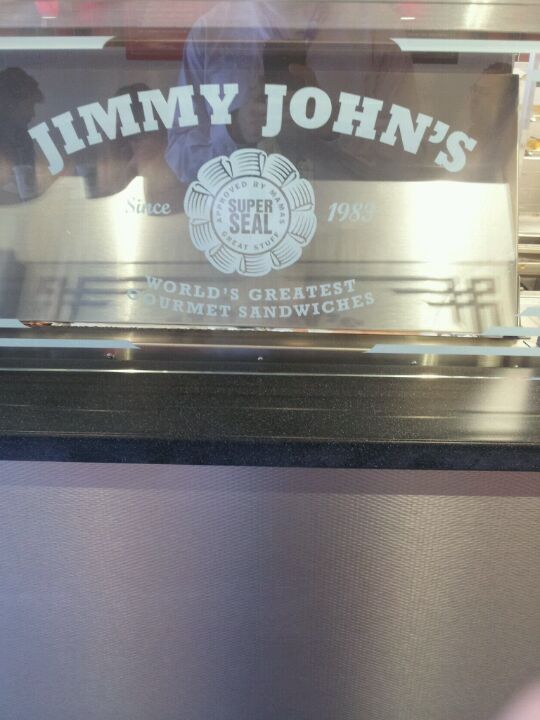 JIMMY JOHN'S
Since
1983
APPROVED BY MAMAS
SUPER
SEAL
GREAT STUFF
WORLD'S GREATEST
GOURMET SANDWICHES